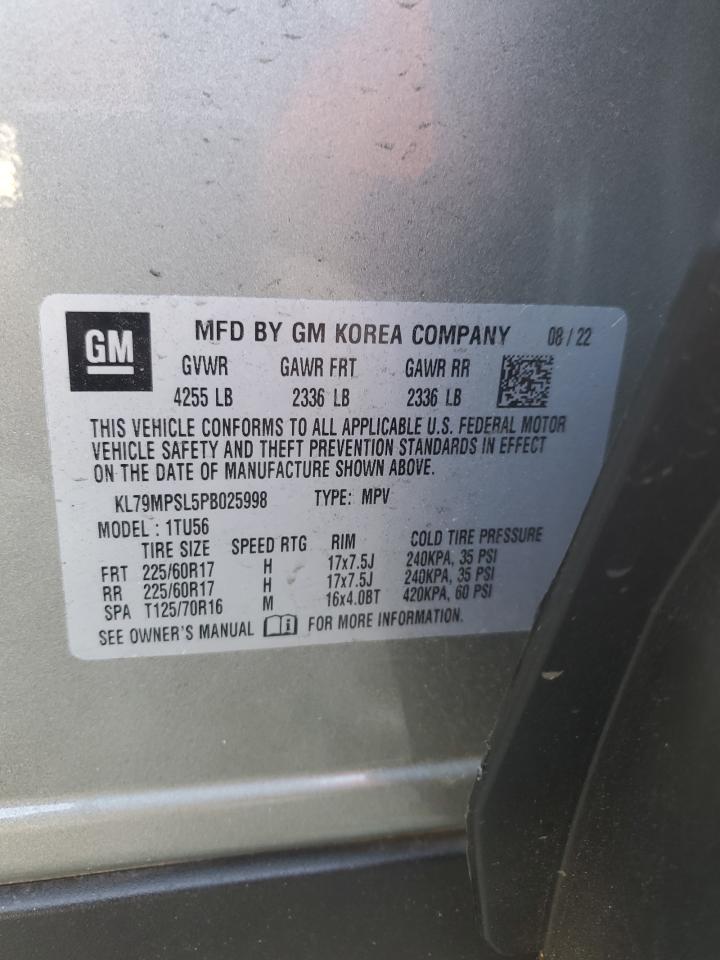 GM MFD BY GM KOREA COMPANY 08 / 22
GVWR GAWR FRT GAWR RR
4255 LB 2336 LB 2336 LB
THIS VEHICLE CONFORMS TO ALL APPLICABLE U.S. FEDERAL MOTOR
VEHICLE SAFETY AND THEFT PREVENTION STANDARDS IN EFFECT
ON THE DATE OF MANUFACTURE SHOWN ABOVE.
KL79MPSL5PB025998 TYPE: MPV
MODEL : 1TU56
TIRE SIZE SPEED RTG RIM COLD TIRE PRESSURE
FRT 225/60R17 H 17x7.5J 240KPA, 35 PSI
RR 225/60R17 H 17x7.5J 240KPA, 35 PSI
SPA T125/70R16 M 16x4.0BT 420KPA, 60 PSI
SEE OWNER'S MANUAL i FOR MORE INFORMATION.